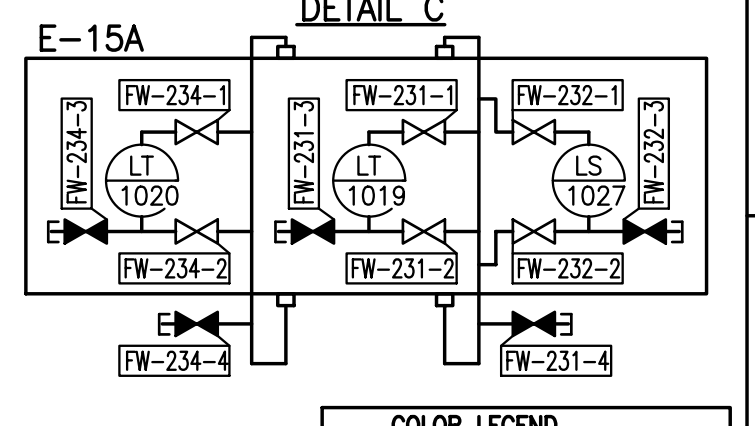 DETAIL C
E-15A
FW-234-1
FW-231-1
FW-232-1
FW-234-3
FW-231-3
FW-232-3
LT
1020
LT
1019
LS
1027
FW-234-2
FW-231-2
FW-232-2
FW-234-4
FW-231-4
COLOR LEGEND